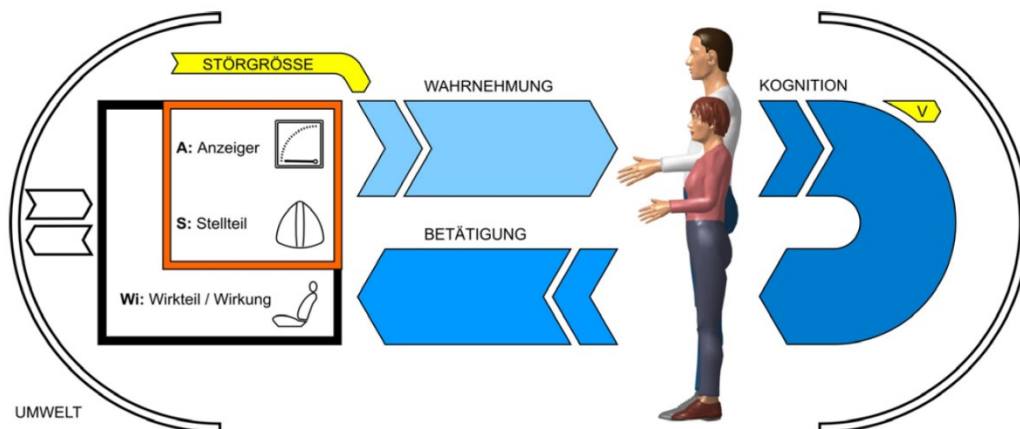 STÖRGRÖSSE
WAHRNEHMUNG
KOGNITION
V
A: Anzeiger
S: Stellteil
BETÄTIGUNG
Wi: Wirkteil / Wirkung
UMWELT